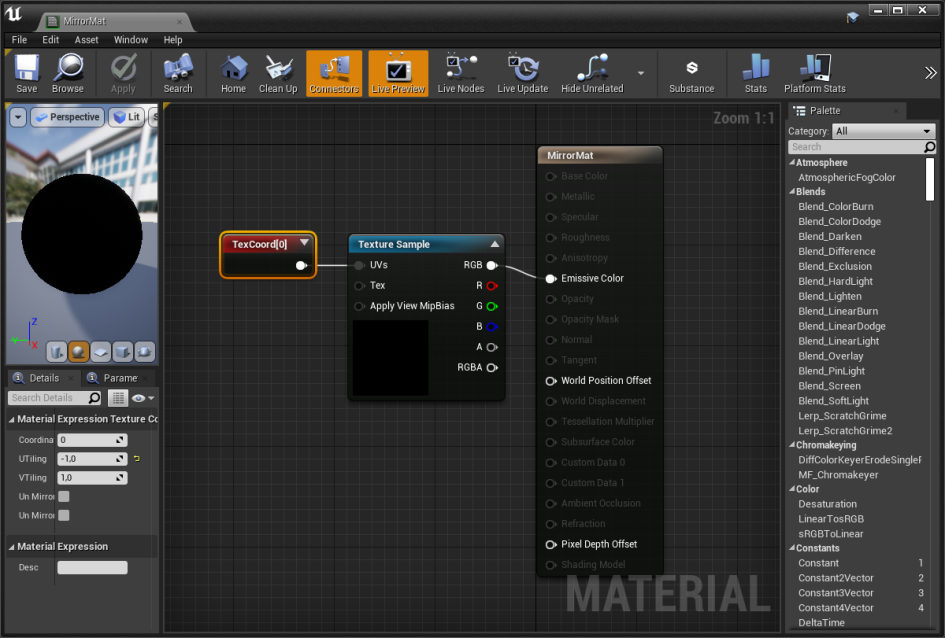 MirrorMat
File Edit Asset Window Help
Save Browse Apply Search Home Clean Up Connectors Live Preview Live Nodes Live Update Hide Unrelated Substance Stats Platform Stats
Perspective Lit S
Zoom 1:1
Z
X
Details Parame
Search Details
Material Expression Texture Co
Coordina 0
UTiling -1,0
VTiling 1,0
Un Mirro
Un Mirro
Material Expression
Desc
TexCoord[0]
Texture Sample
UVs RGB
Tex R
Apply View MipBias G
B
A
RGBA
MirrorMat
Base Color
Metallic
Specular
Roughness
Anisotropy
Emissive Color
Opacity
Opacity Mask
Normal
Tangent
World Position Offset
World Displacement
Tessellation Multiplier
Subsurface Color
Custom Data 0
Custom Data 1
Ambient Occlusion
Refraction
Pixel Depth Offset
Shading Model
MATERIAL
Palette
Category: All
Search
Atmosphere
AtmosphericFogColor
Blends
Blend_ColorBurn
Blend_ColorDodge
Blend_Darken
Blend_Difference
Blend_Exclusion
Blend_HardLight
Blend_Lighten
Blend_LinearBurn
Blend_LinearDodge
Blend_LinearLight
Blend_Overlay
Blend_PinLight
Blend_Screen
Blend_SoftLight
Lerp_ScratchGrime
Lerp_ScratchGrime2
Chromakeying
DiffColorKeyerErodeSingleF
MF_Chromakeyer
Color
Desaturation
LinearTosRGB
sRGBToLinear
Constants
Constant 1
Constant2Vector 2
Constant3Vector 3
Constant4Vector 4
DeltaTime